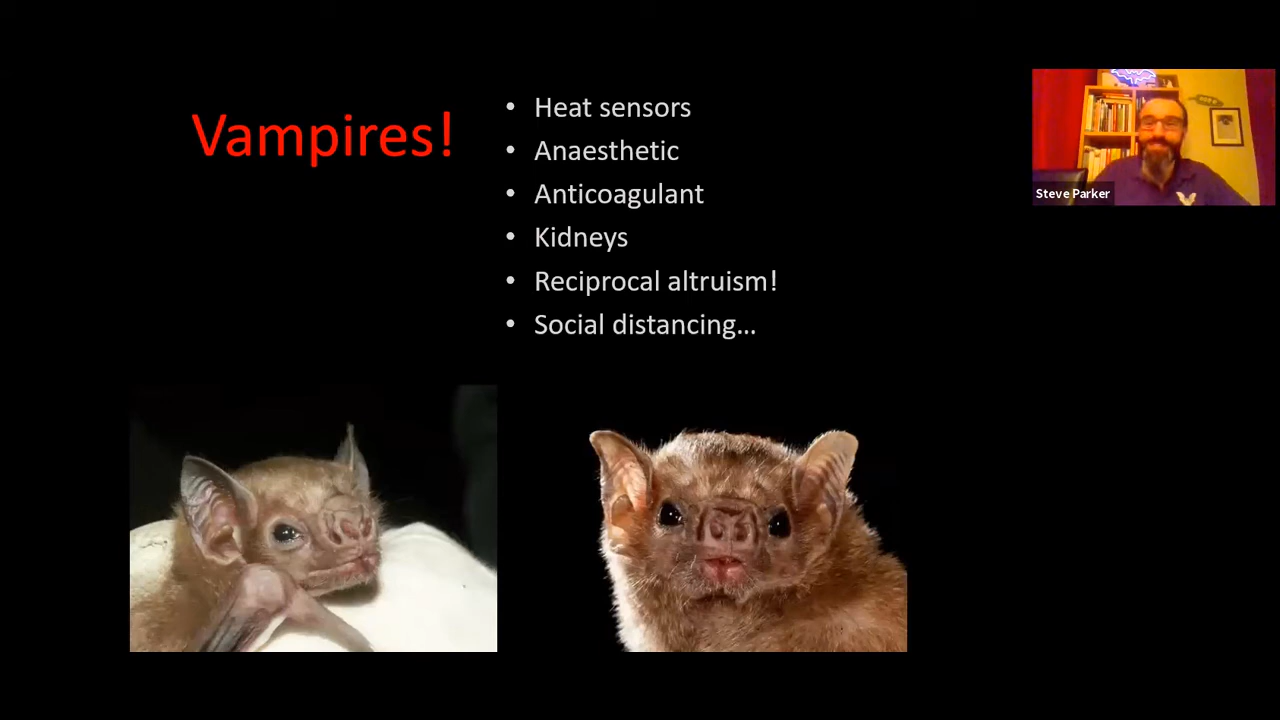 Vampires!
• Heat sensors
• Anaesthetic
• Anticoagulant
• Kidneys
• Reciprocal altruism!
• Social distancing…
Steve Parker